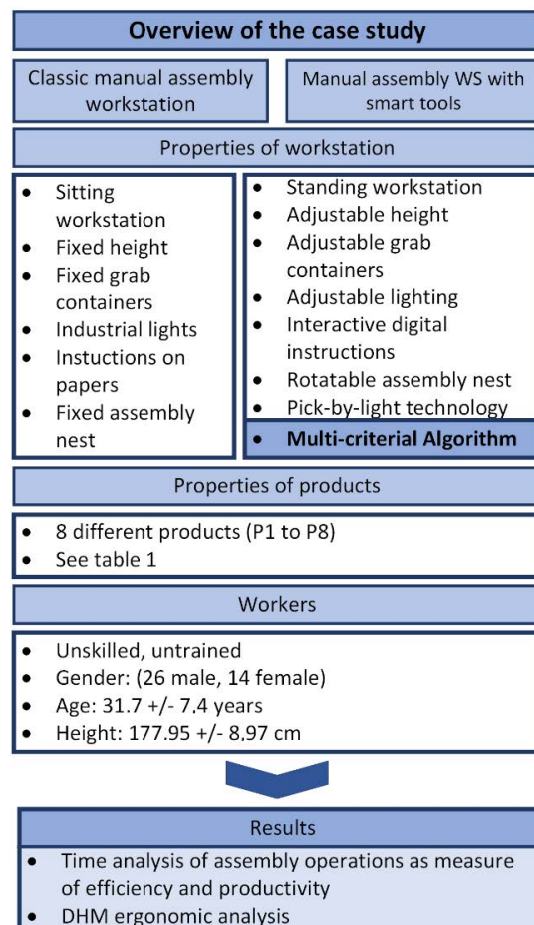 Overview of the case study
Classic manual assembly
workstation
Manual assembly WS with
smart tools
Properties of workstation
• Sitting
workstation
• Fixed height
• Fixed grab
containers
• Industrial lights
• Instuctions on
papers
• Fixed assembly
nest
• Standing workstation
• Adjustable height
• Adjustable grab
containers
• Adjustable lighting
• Interactive digital
instructions
• Rotatable assembly nest
• Pick-by-light technology
• Multi-criterial Algorithm
Properties of products
• 8 different products (P1 to P8)
• See table 1
Workers
• Unskilled, untrained
• Gender: (26 male, 14 female)
• Age: 31.7 +/- 7.4 years
• Height: 177.95 +/- 8.97 cm
Results
• Time analysis of assembly operations as measure
of efficiency and productivity
• DHM ergonomic analysis